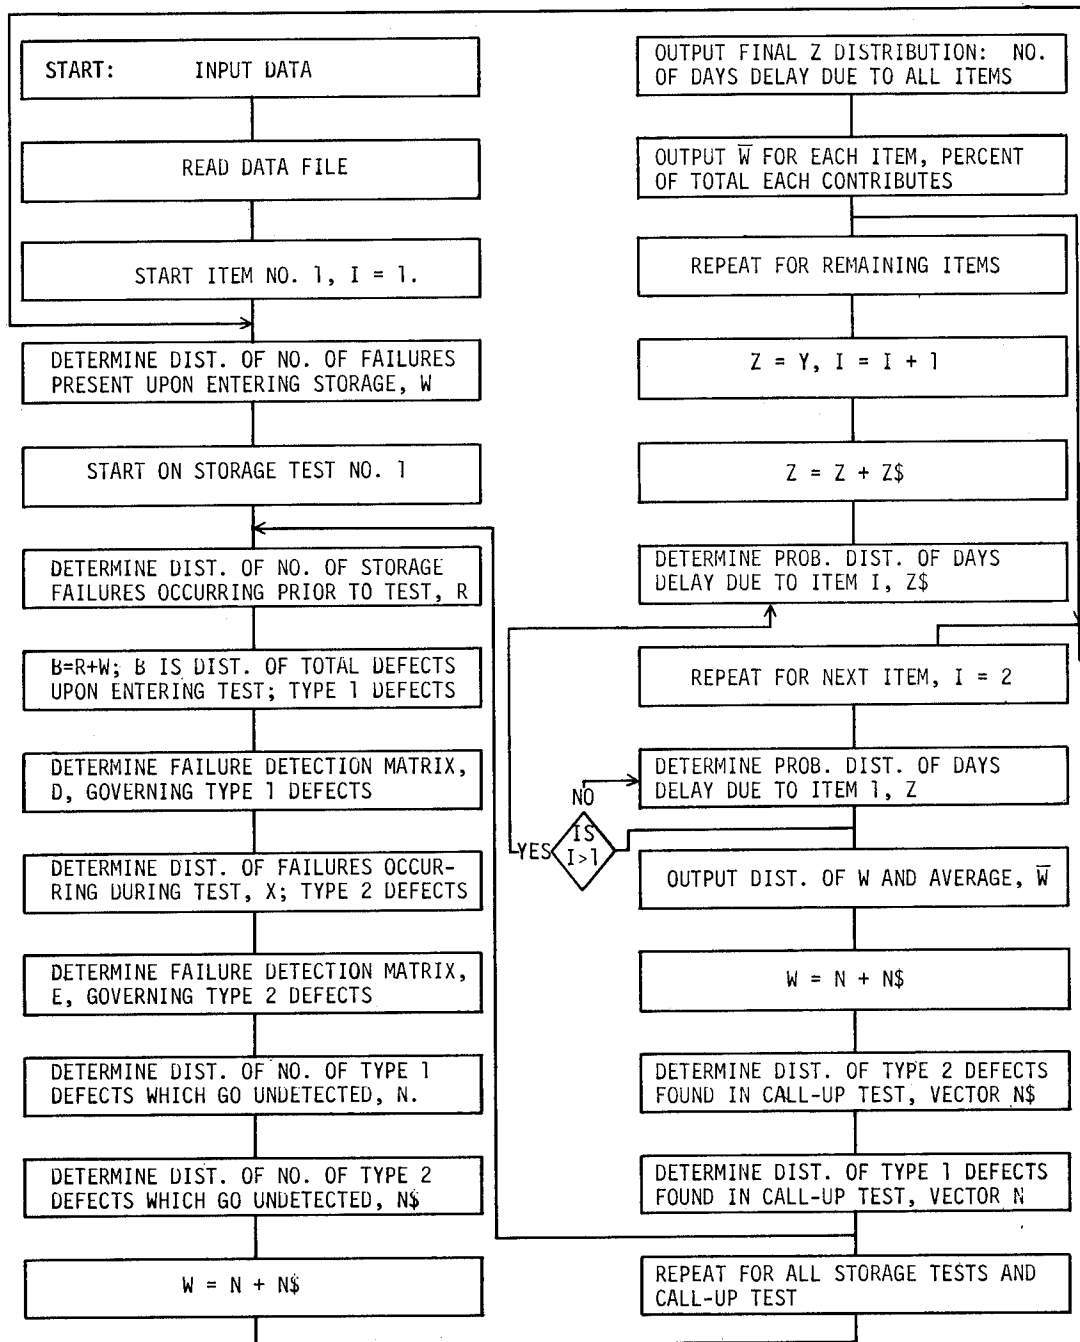 START: INPUT DATA
READ DATA FILE
START ITEM NO. 1, I = 1.
DETERMINE DIST. OF NO. OF FAILURES
PRESENT UPON ENTERING STORAGE, W
START ON STORAGE TEST NO. 1
DETERMINE DIST. OF NO. OF STORAGE
FAILURES OCCURRING PRIOR TO TEST, R
B=R+W; B IS DIST. OF TOTAL DEFECTS
UPON ENTERING TEST; TYPE 1 DEFECTS
DETERMINE FAILURE DETECTION MATRIX,
D, GOVERNING TYPE 1 DEFECTS
DETERMINE DIST. OF FAILURES OCCUR-
RING DURING TEST, X; TYPE 2 DEFECTS
DETERMINE FAILURE DETECTION MATRIX,
E, GOVERNING TYPE 2 DEFECTS
DETERMINE DIST. OF NO. OF TYPE 1
DEFECTS WHICH GO UNDETECTED, N.
DETERMINE DIST. OF NO. OF TYPE 2
DEFECTS WHICH GO UNDETECTED, N$
W = N + N$
OUTPUT FINAL Z DISTRIBUTION: NO.
OF DAYS DELAY DUE TO ALL ITEMS
OUTPUT W̅ FOR EACH ITEM, PERCENT
OF TOTAL EACH CONTRIBUTES
REPEAT FOR REMAINING ITEMS
Z = Y, I = I + 1
Z = Z + Z$
DETERMINE PROB. DIST. OF DAYS
DELAY DUE TO ITEM I, Z$
REPEAT FOR NEXT ITEM, I = 2
DETERMINE PROB. DIST. OF DAYS
DELAY DUE TO ITEM 1, Z
NO
IS
I>1
YES
OUTPUT DIST. OF W AND AVERAGE, W̅
W = N + N$
DETERMINE DIST. OF TYPE 2 DEFECTS
FOUND IN CALL-UP TEST, VECTOR N$
DETERMINE DIST. OF TYPE 1 DEFECTS
FOUND IN CALL-UP TEST, VECTOR N
REPEAT FOR ALL STORAGE TESTS AND
CALL-UP TEST